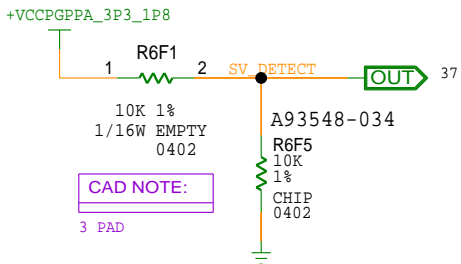 +VCCPGPPA_3P3_1P8
R6F1
1
2
SV_DETECT
OUT
37
10K 1%
1/16W EMPTY
0402
A93548-034
R6F5
10K
1%
CHIP
0402
CAD NOTE:
3 PAD